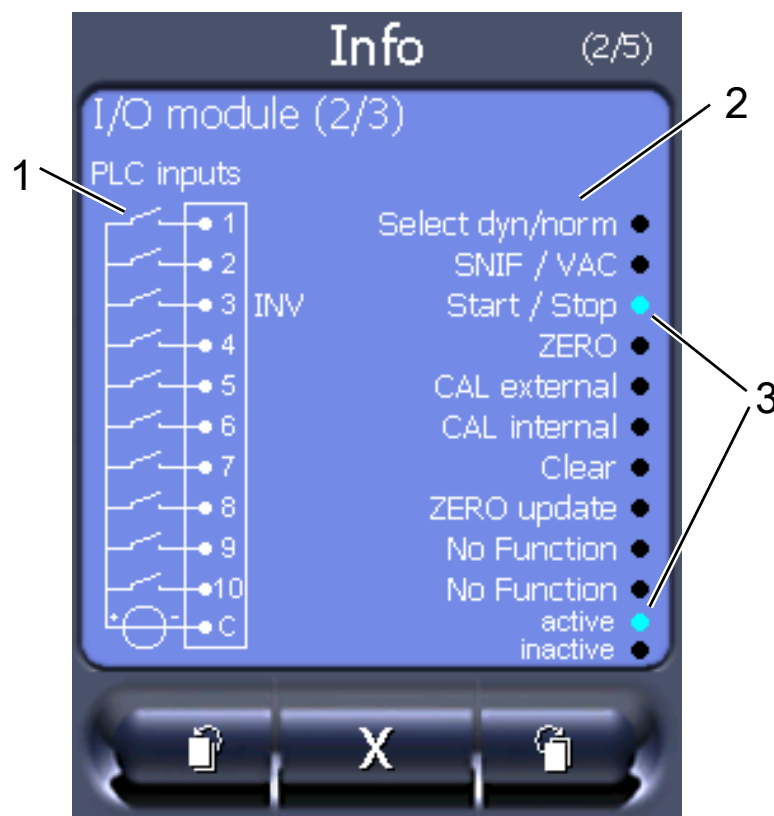 Info (2/5)
I/O module (2/3)
2
1
PLC inputs
1 Select dyn/norm
2 SNIF / VAC
3 INV Start / Stop
4 ZERO
3
5 CAL external
6 CAL internal
7 Clear
8 ZERO update
9 No Function
10 No Function
+ - C active
inactive
X